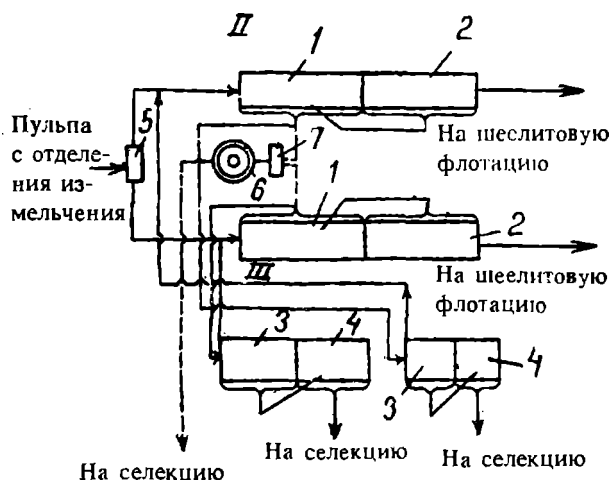 II
1
2
Пульпа
с отделе-
ния из-
мельчения
5
7
6
На шеелитовую
флотацию
1
2
III
На шеелитовую
флотацию
3
4
3
4
На селекцию
На селекцию
На селекцию